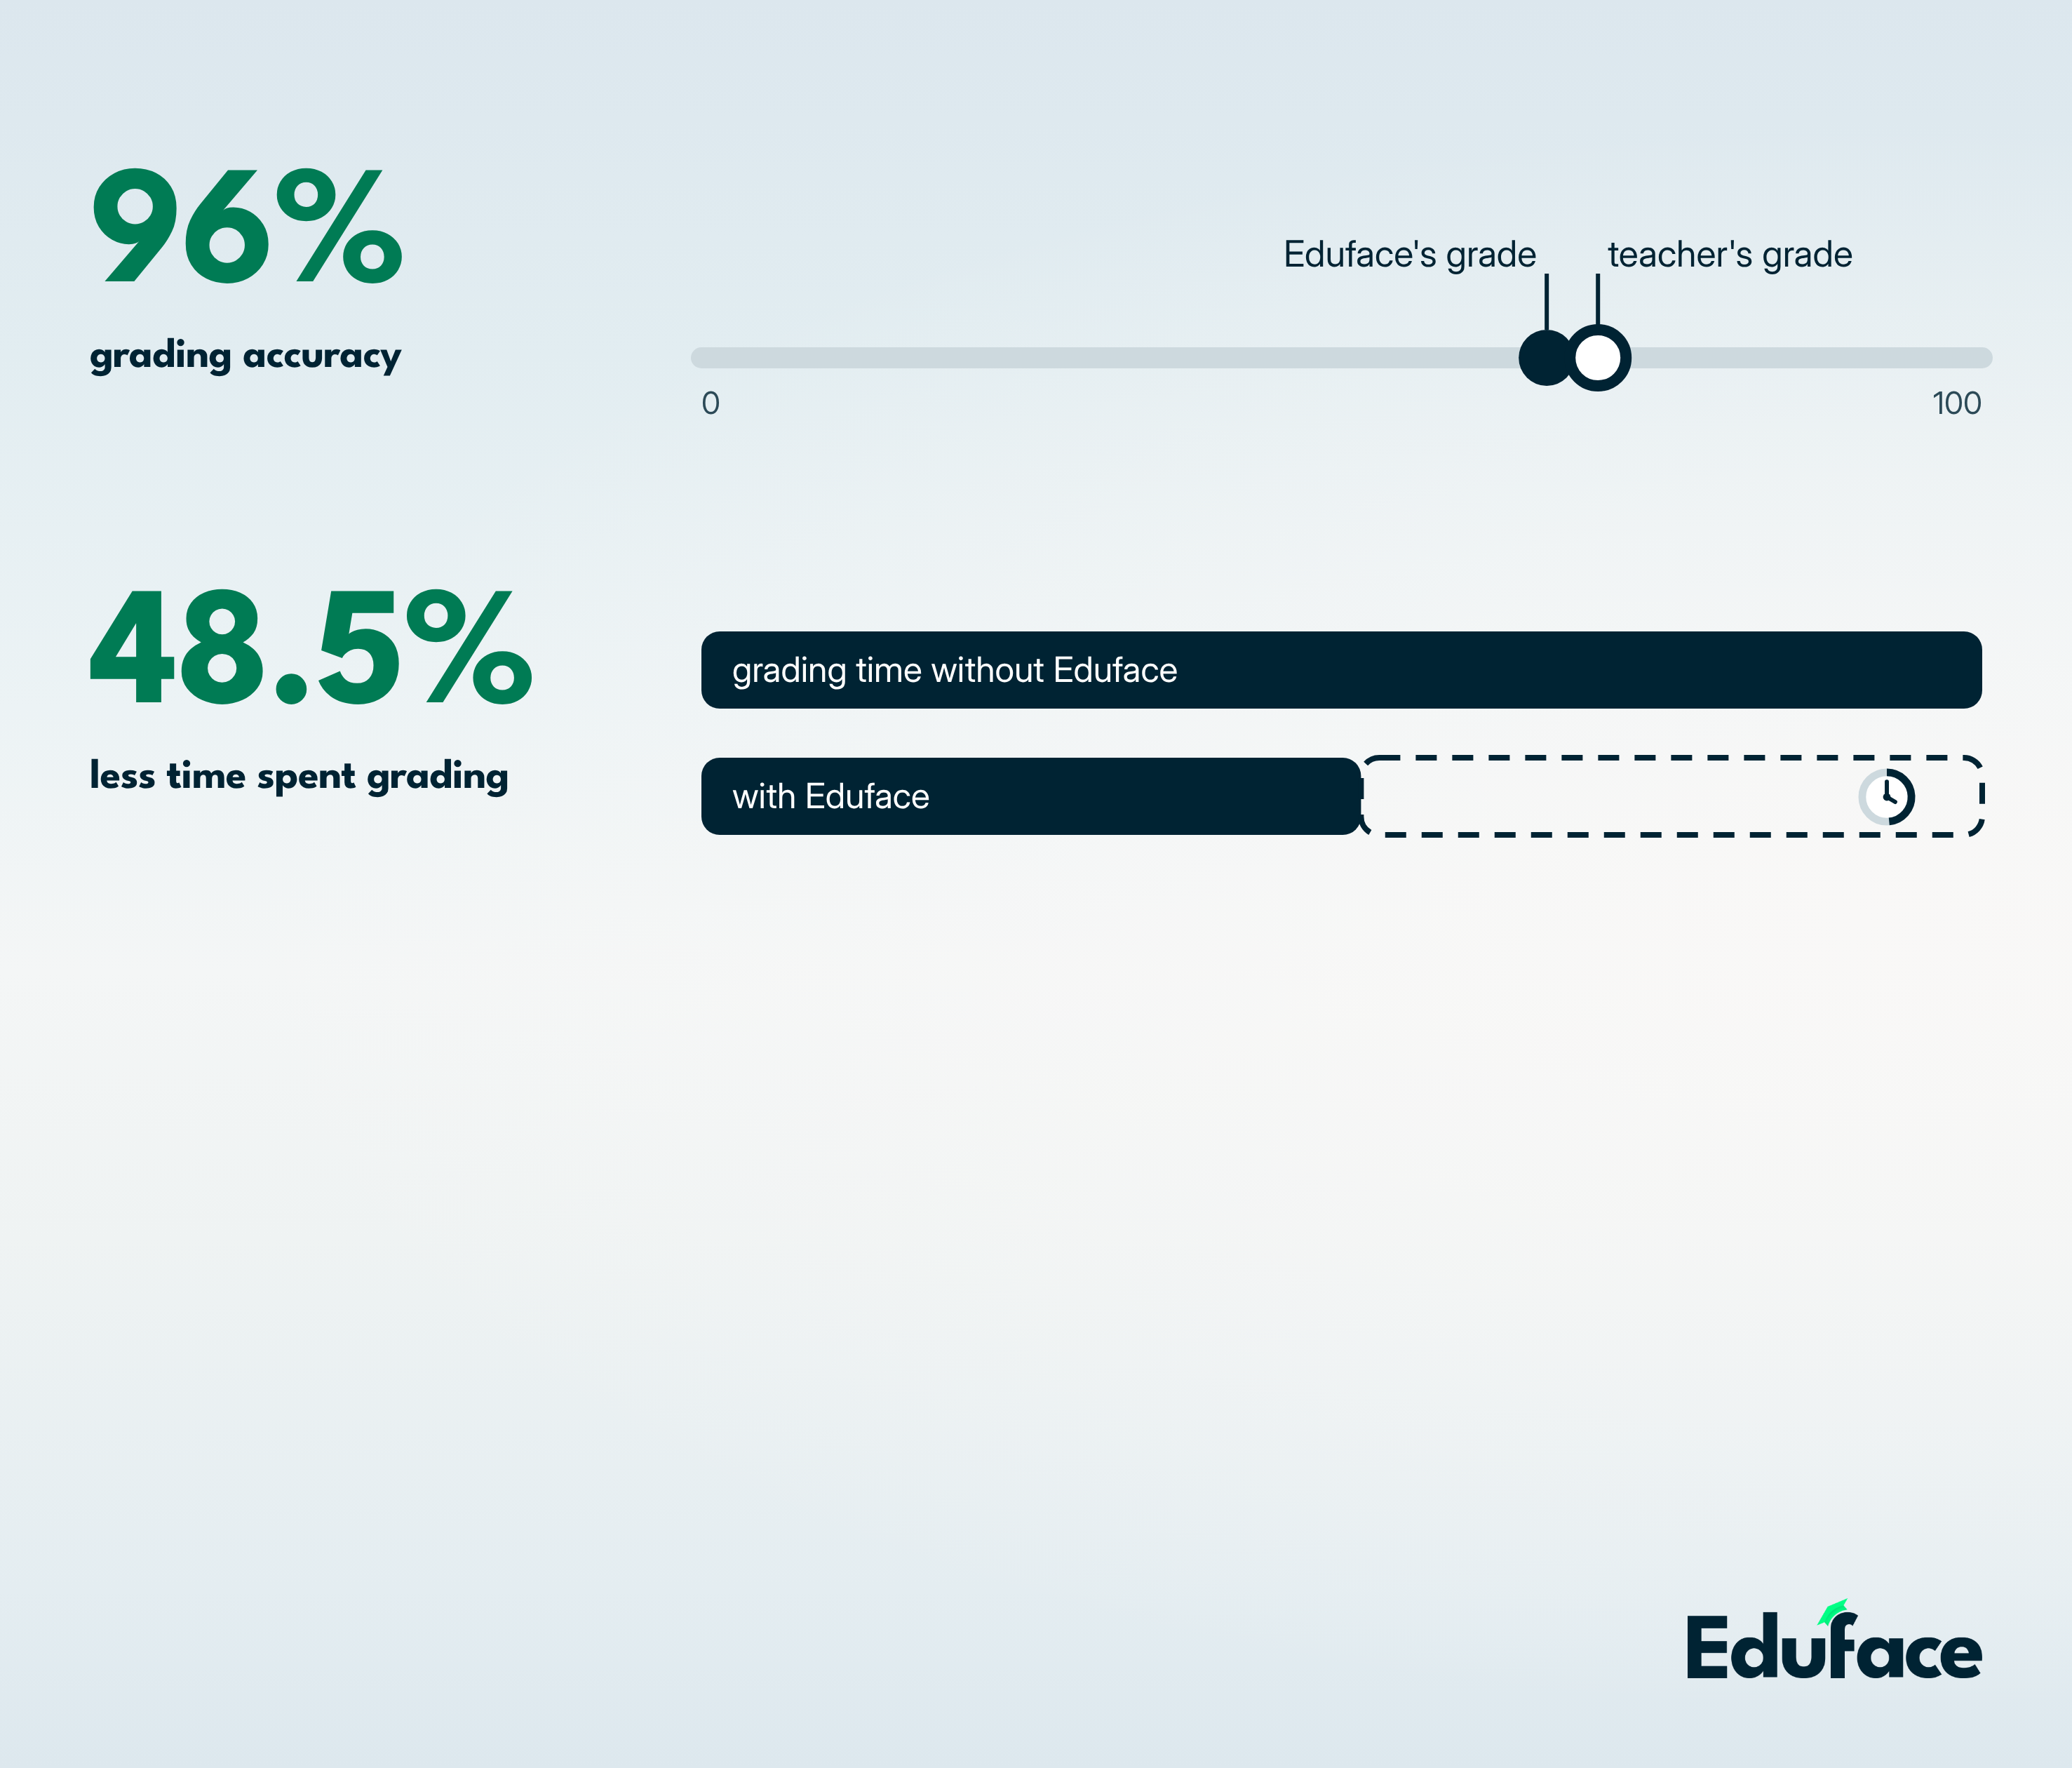 96%
grading accuracy
Eduface's grade
teacher's grade
0
100
48.5%
less time spent grading
grading time without Eduface
with Eduface
Eduface